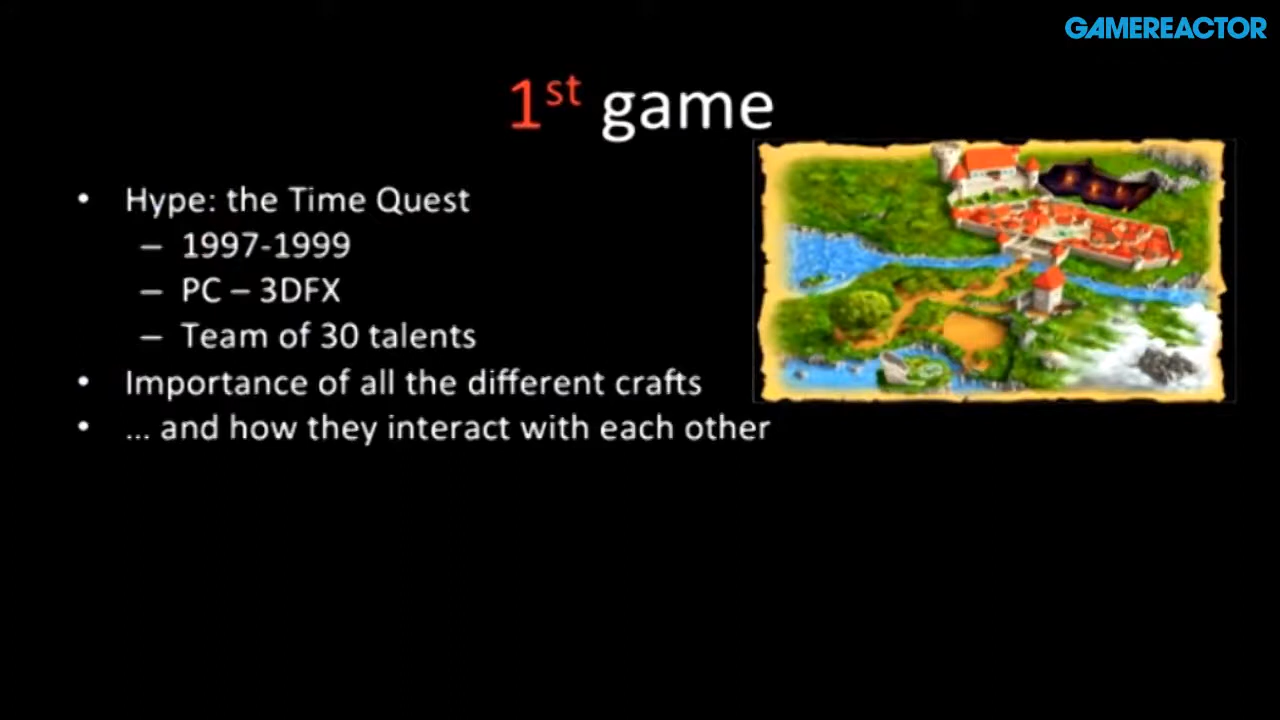 GAMEREACTOR
1st game
• Hype: the Time Quest
– 1997-1999
– PC – 3DFX
– Team of 30 talents
• Importance of all the different crafts
• ... and how they interact with each other